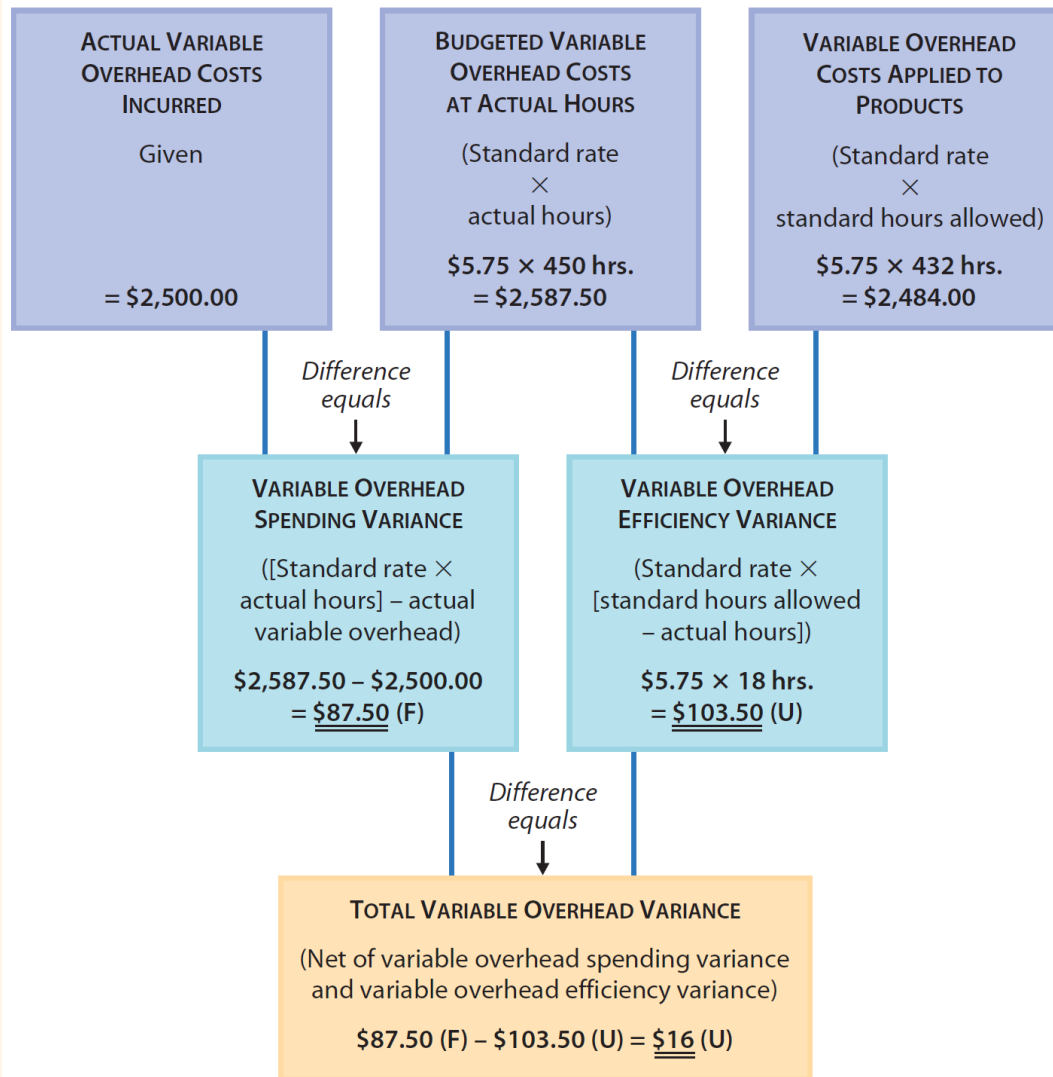 ACTUAL VARIABLE
OVERHEAD COSTS
INCURRED
Given
= $2,500.00
BUDGETED VARIABLE
OVERHEAD COSTS
AT ACTUAL HOURS
(Standard rate
×
actual hours)
$5.75 × 450 hrs.
= $2,587.50
VARIABLE OVERHEAD
COSTS APPLIED TO
PRODUCTS
(Standard rate
×
standard hours allowed)
$5.75 × 432 hrs.
= $2,484.00
Difference
equals
Difference
equals
VARIABLE OVERHEAD
SPENDING VARIANCE
([Standard rate ×
actual hours] – actual
variable overhead)
$2,587.50 – $2,500.00
= $87.50 (F)
VARIABLE OVERHEAD
EFFICIENCY VARIANCE
(Standard rate ×
[standard hours allowed
– actual hours])
$5.75 × 18 hrs.
= $103.50 (U)
Difference
equals
TOTAL VARIABLE OVERHEAD VARIANCE
(Net of variable overhead spending variance
and variable overhead efficiency variance)
$87.50 (F) – $103.50 (U) = $16 (U)